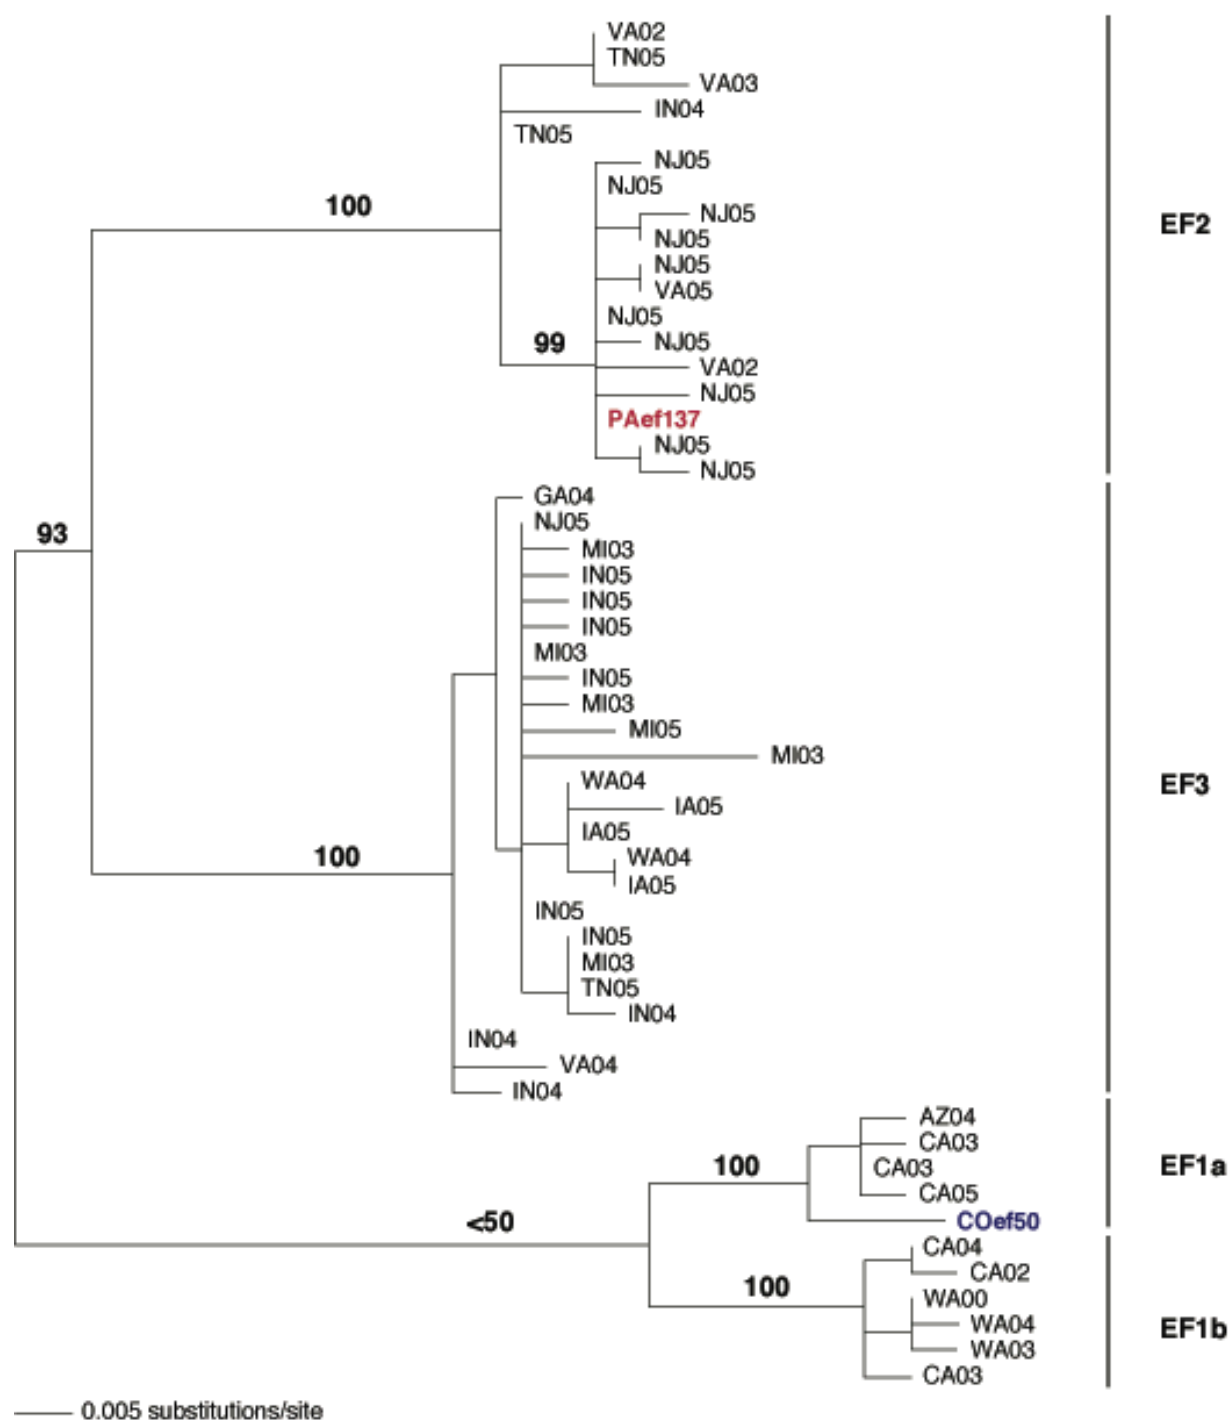 VA02
TN05
VA03
IN04
TN05
NJ05
NJ05
100
NJ05
EF2
NJ05
NJ05
VA05
NJ05
99
NJ05
VA02
NJ05
PAef137
NJ05
NJ05
GA04
NJ05
93
MI03
IN05
IN05
IN05
MI03
IN05
MI03
MI05
MI03
WA04
EF3
IA05
IA05
100
WA04
IA05
IN05
IN05
MI03
TN05
IN04
IN04
VA04
IN04
AZ04
CA03
100
CA03
EF1a
CA05
<50
COef50
CA04
CA02
100
WA00
WA04
EF1b
WA03
CA03
0.005 substitutions/site